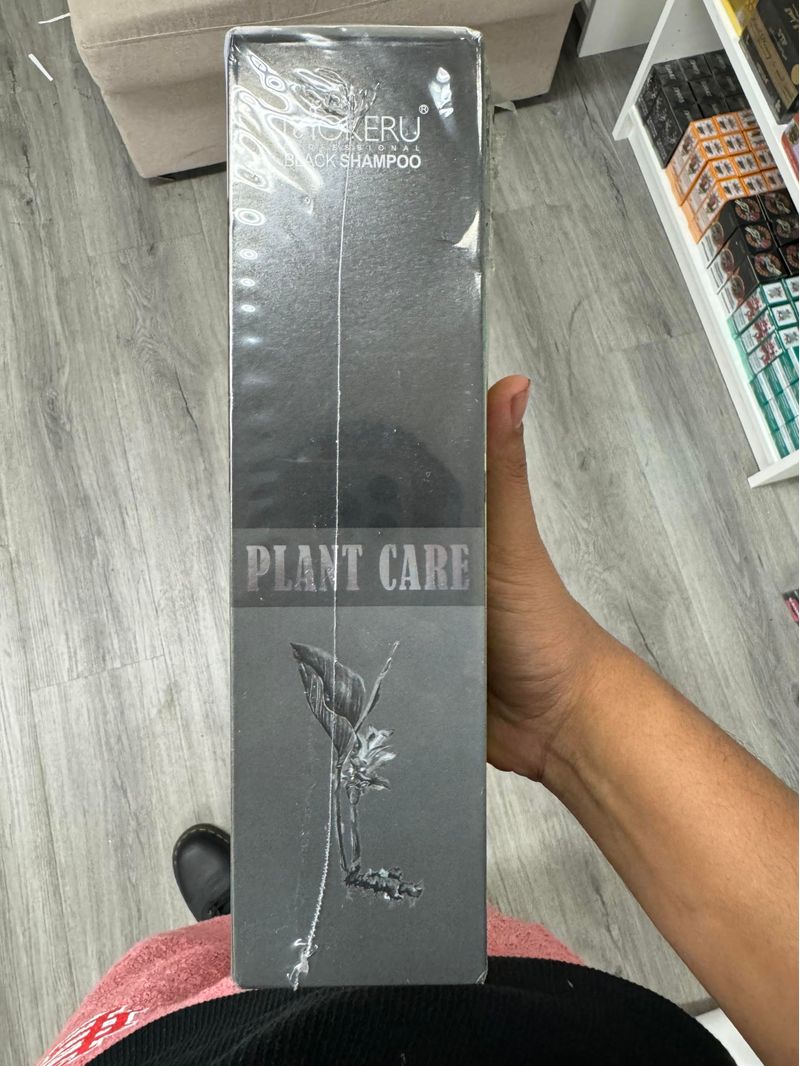 MOKERU®
PROFESSIONAL
BLACK SHAMPOO
PLANT CARE